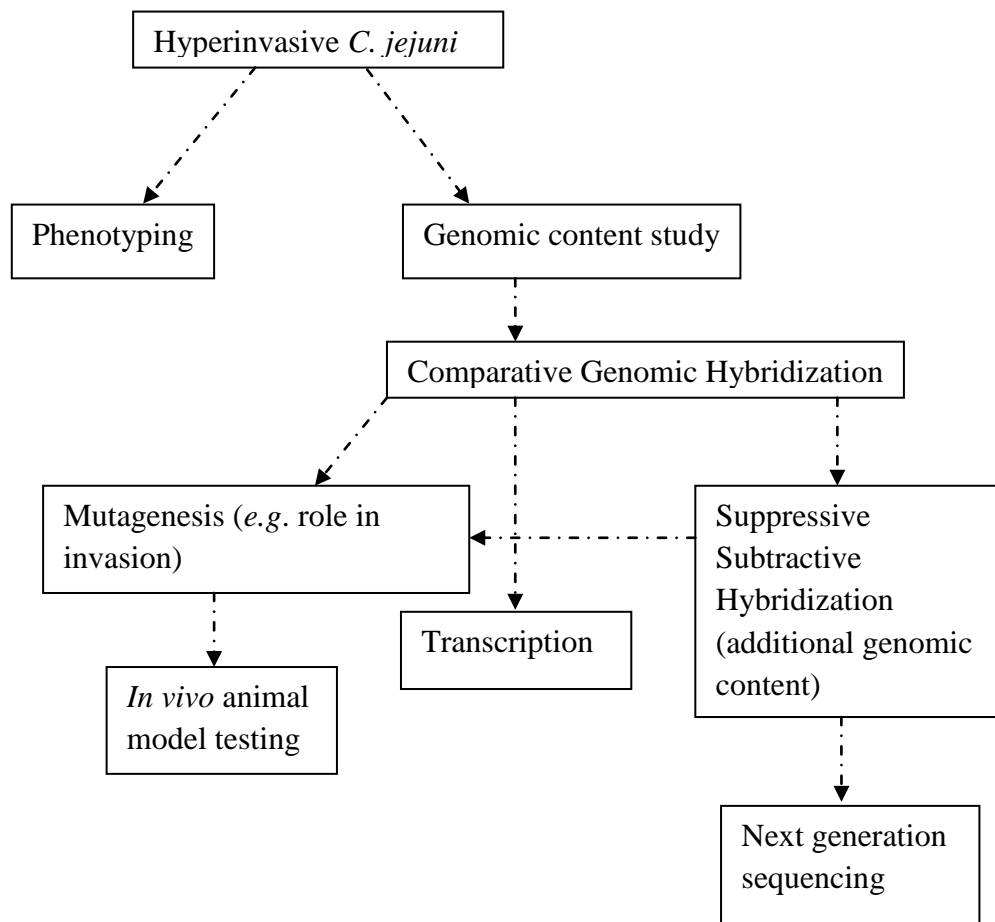 Hyperinvasive C. jejuni
Phenotyping
Genomic content study
Comparative Genomic Hybridization
Mutagenesis (e.g. role in
invasion)
Suppressive
Subtractive
Hybridization
(additional genomic
content)
Transcription
In vivo animal
model testing
Next generation
sequencing